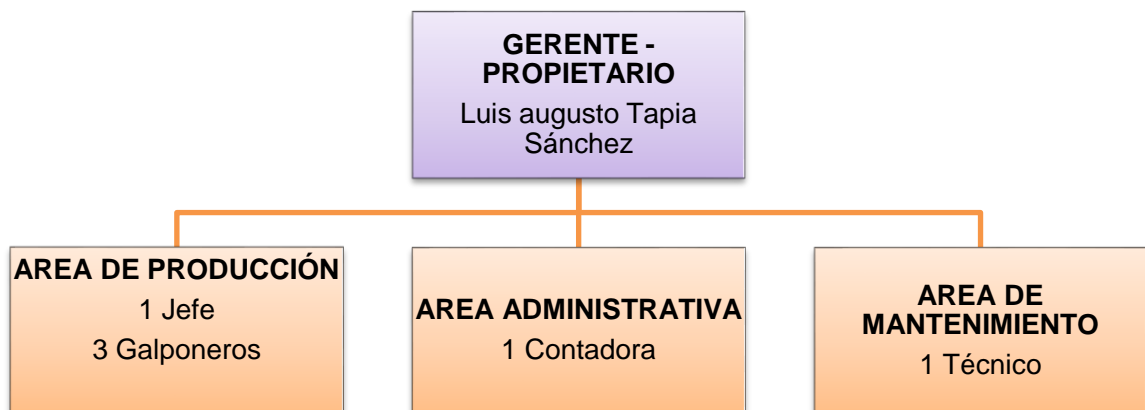 GERENTE -
PROPIETARIO
Luis augusto Tapia
Sánchez
AREA DE PRODUCCIÓN
1 Jefe
3 Galponeros
AREA ADMINISTRATIVA
1 Contadora
AREA DE
MANTENIMIENTO
1 Técnico